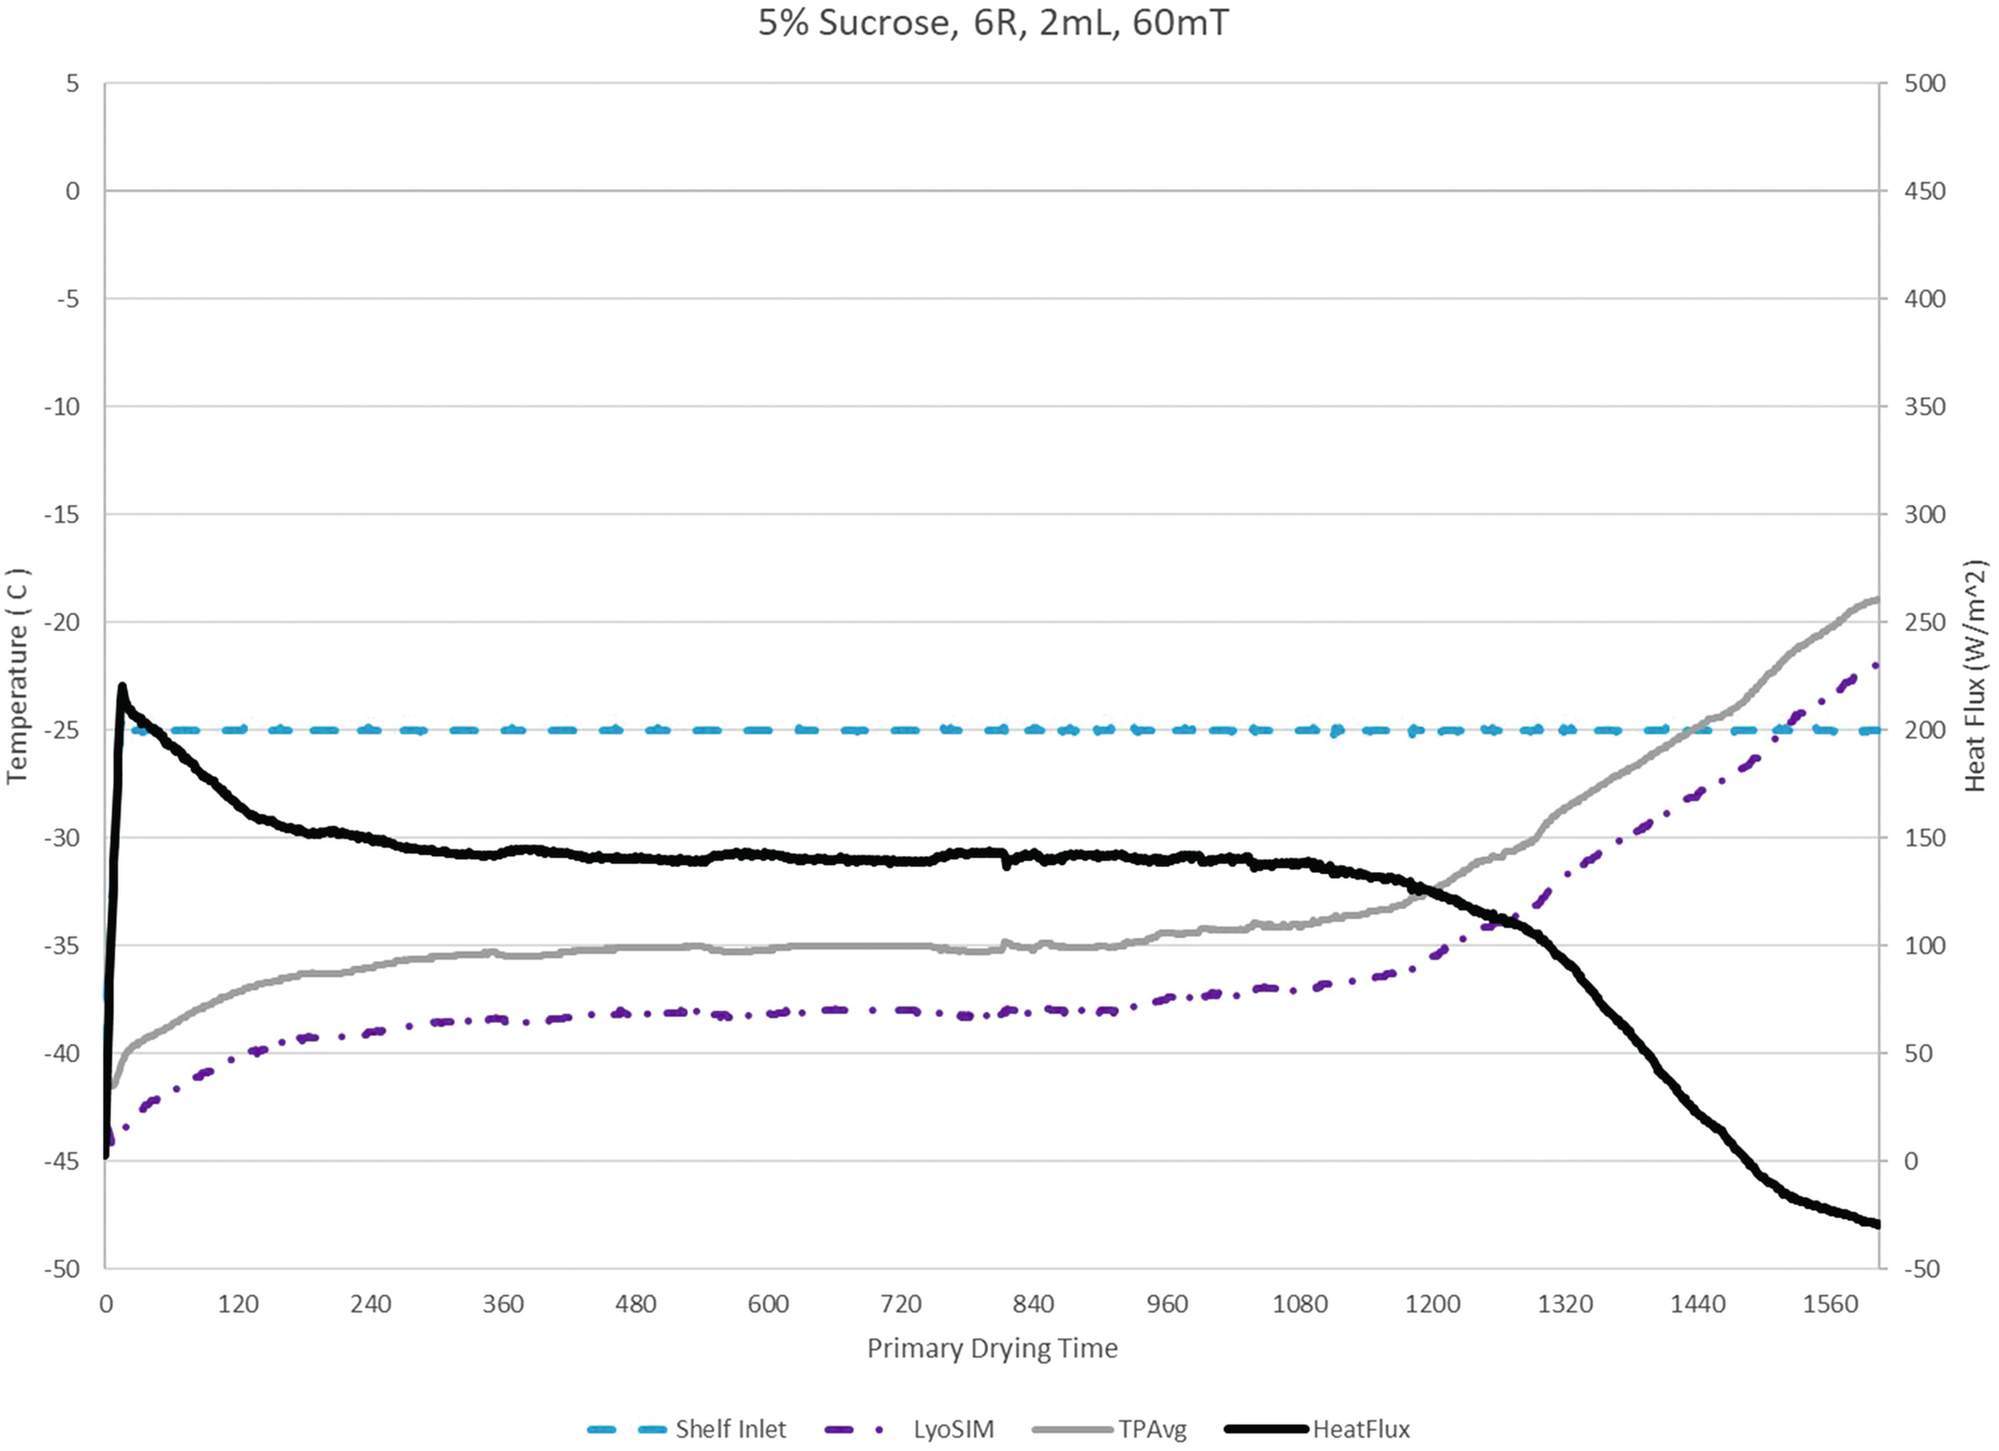 5% Sucrose, 6R, 2mL, 60mT
5 500
0 450
-5 400
-10 350
-15 300
-20 250
-25 200
-30 150
-35 100
-40 50
-45 0
-50 -50
Temperature ( C )
Heat Flux (W/m^2)
0 120 240 360 480 600 720 840 960 1080 1200 1320 1440 1560
Primary Drying Time
Shelf Inlet LyoSIM TPAvg HeatFlux